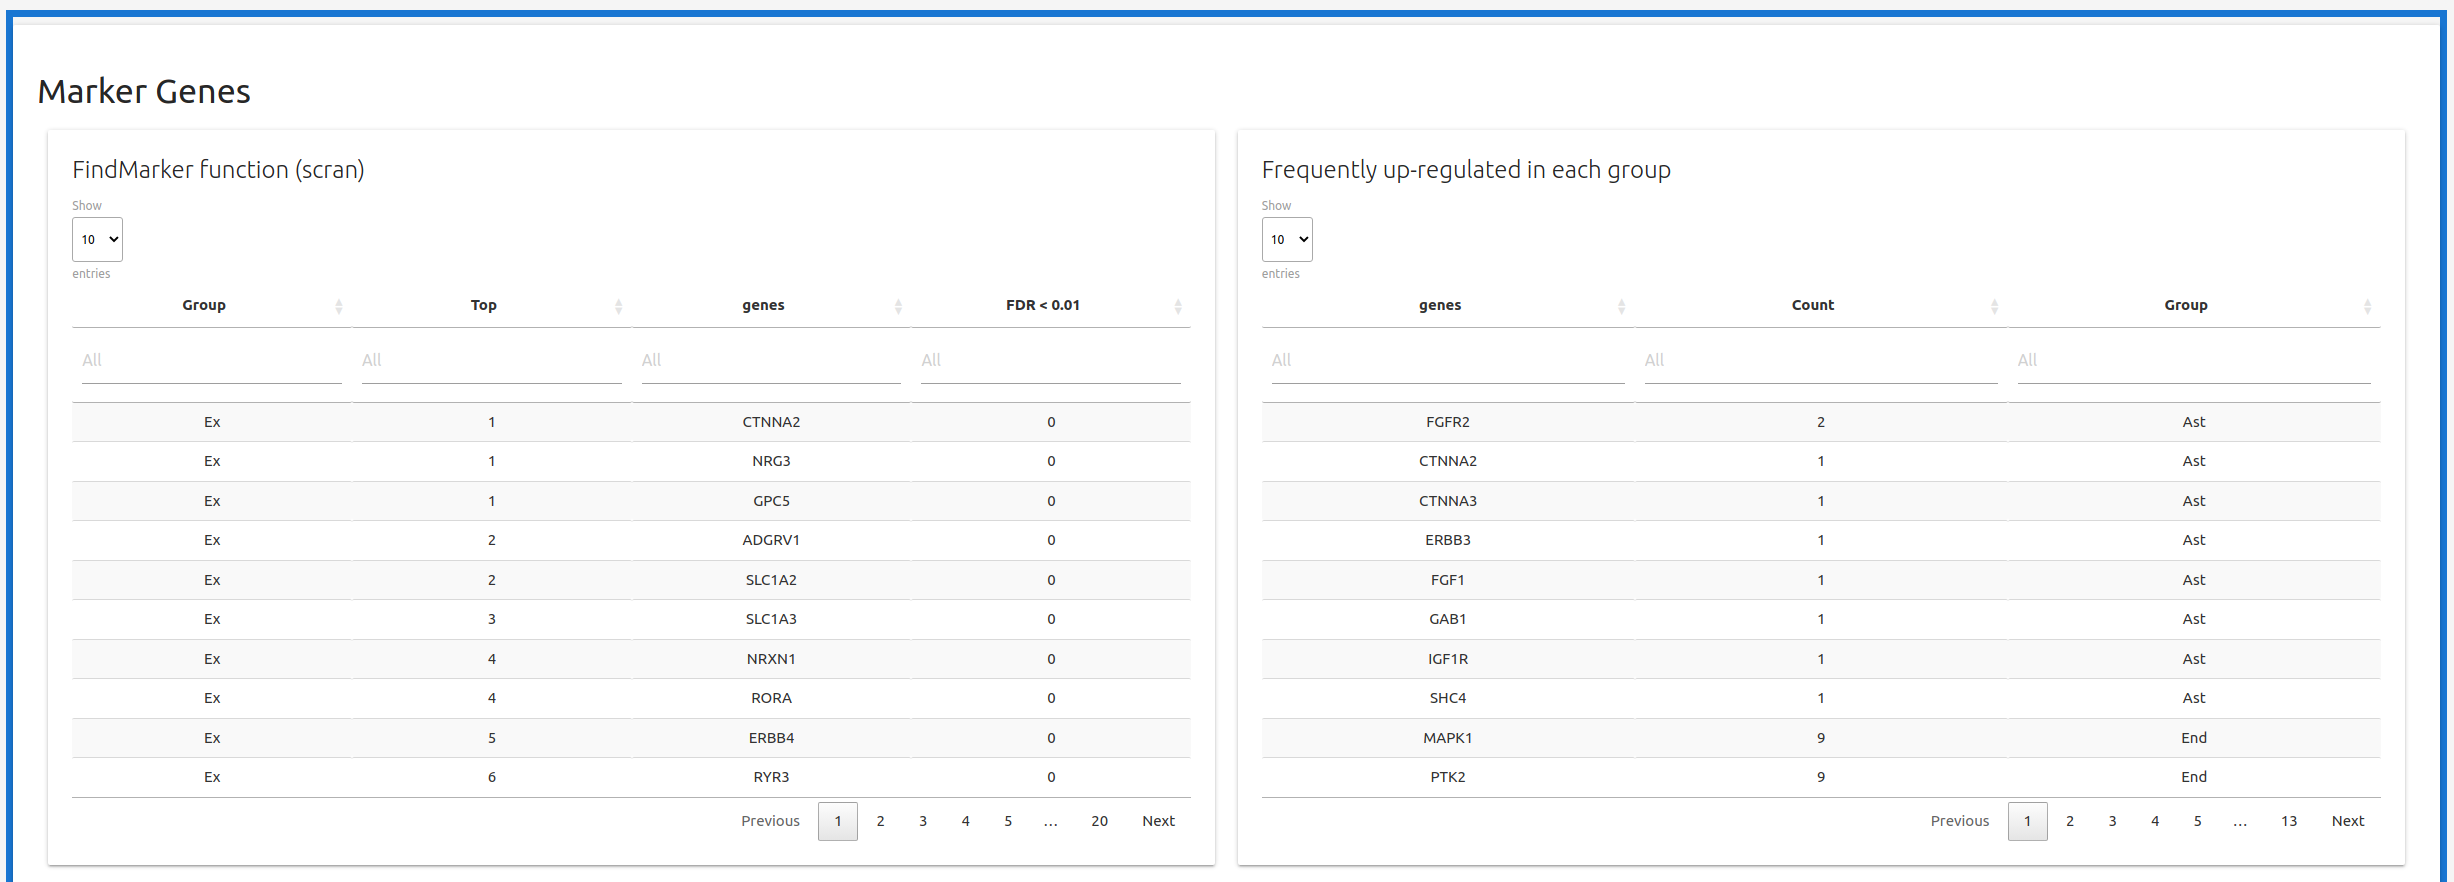 Marker Genes
FindMarker function (scran)
Show
10
entries
Group Top genes FDR < 0.01
All All All All
Ex 1 CTNNA2 0
Ex 1 NRG3 0
Ex 1 GPC5 0
Ex 2 ADGRV1 0
Ex 2 SLC1A2 0
Ex 3 SLC1A3 0
Ex 4 NRXN1 0
Ex 4 RORA 0
Ex 5 ERBB4 0
Ex 6 RYR3 0
Previous 1 2 3 4 5 … 20 Next
Frequently up-regulated in each group
Show
10
entries
genes Count Group
All All All
FGFR2 2 Ast
CTNNA2 1 Ast
CTNNA3 1 Ast
ERBB3 1 Ast
FGF1 1 Ast
GAB1 1 Ast
IGF1R 1 Ast
SHC4 1 Ast
MAPK1 9 End
PTK2 9 End
Previous 1 2 3 4 5 … 13 Next